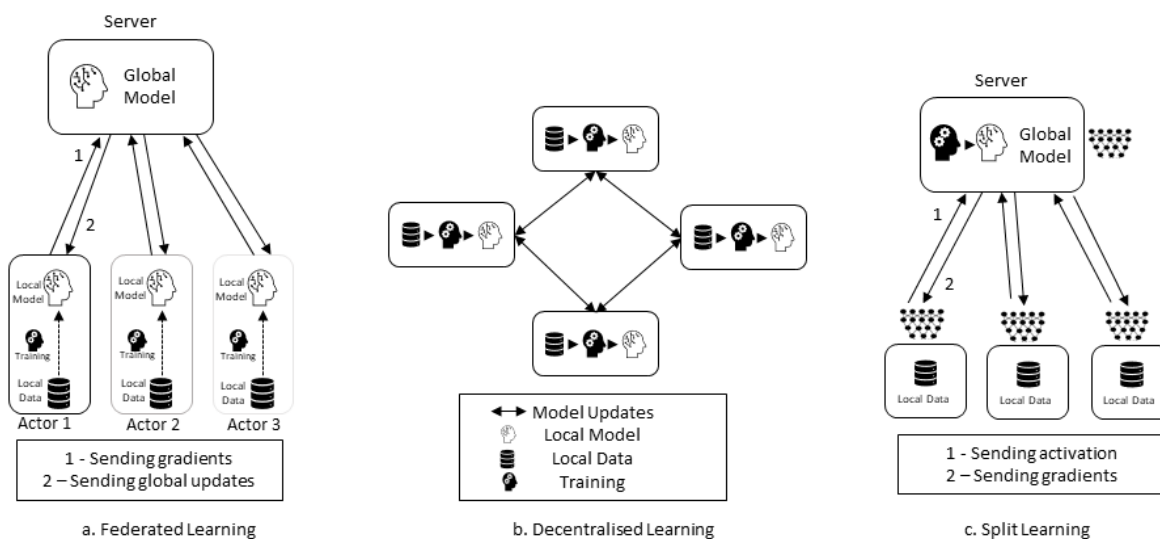 Server
Global
Model
1
2
Local
Model
Training
Local
Data
Actor 1
Local
Model
Training
Local
Data
Actor 2
Local
Model
Training
Local
Data
Actor 3
1 - Sending gradients
2 – Sending global updates
a. Federated Learning
Model Updates
Local Model
Local Data
Training
b. Decentralised Learning
Server
Global
Model
1
2
Local Data
Local Data
Local Data
1 - Sending activation
2 – Sending gradients
c. Split Learning